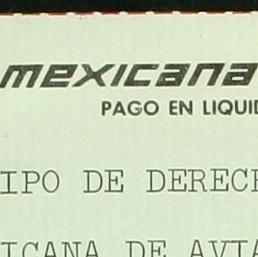 mexicana
PAGO EN LIQUID
IPO DE DERECH
ICANA DE AVIA